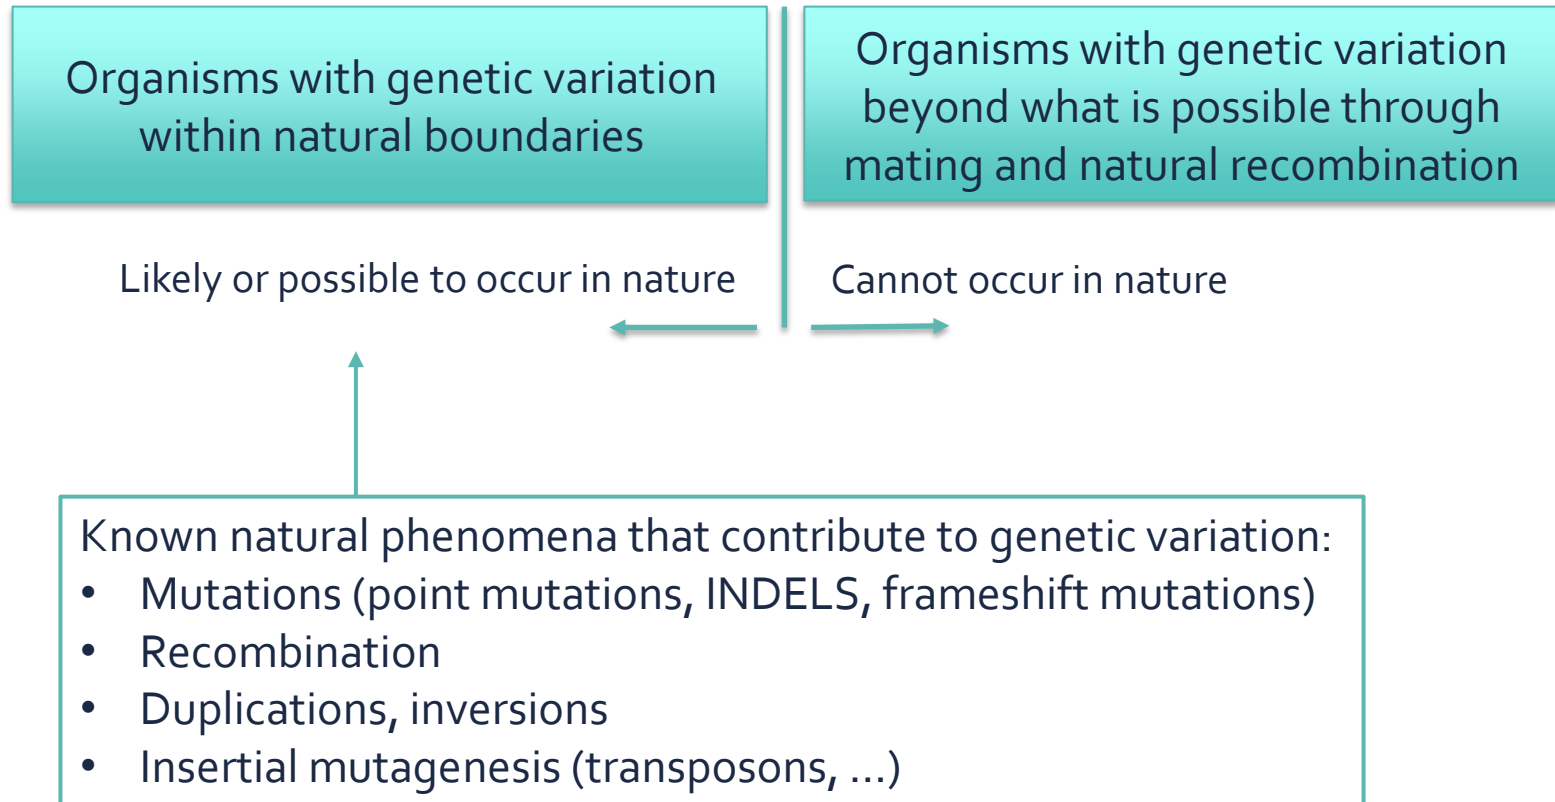 Organisms with genetic variation
within natural boundaries
Organisms with genetic variation
beyond what is possible through
mating and natural recombination
Likely or possible to occur in nature
Cannot occur in nature
Known natural phenomena that contribute to genetic variation:
• Mutations (point mutations, INDELS, frameshift mutations)
• Recombination
• Duplications, inversions
• Insertial mutagenesis (transposons, …)